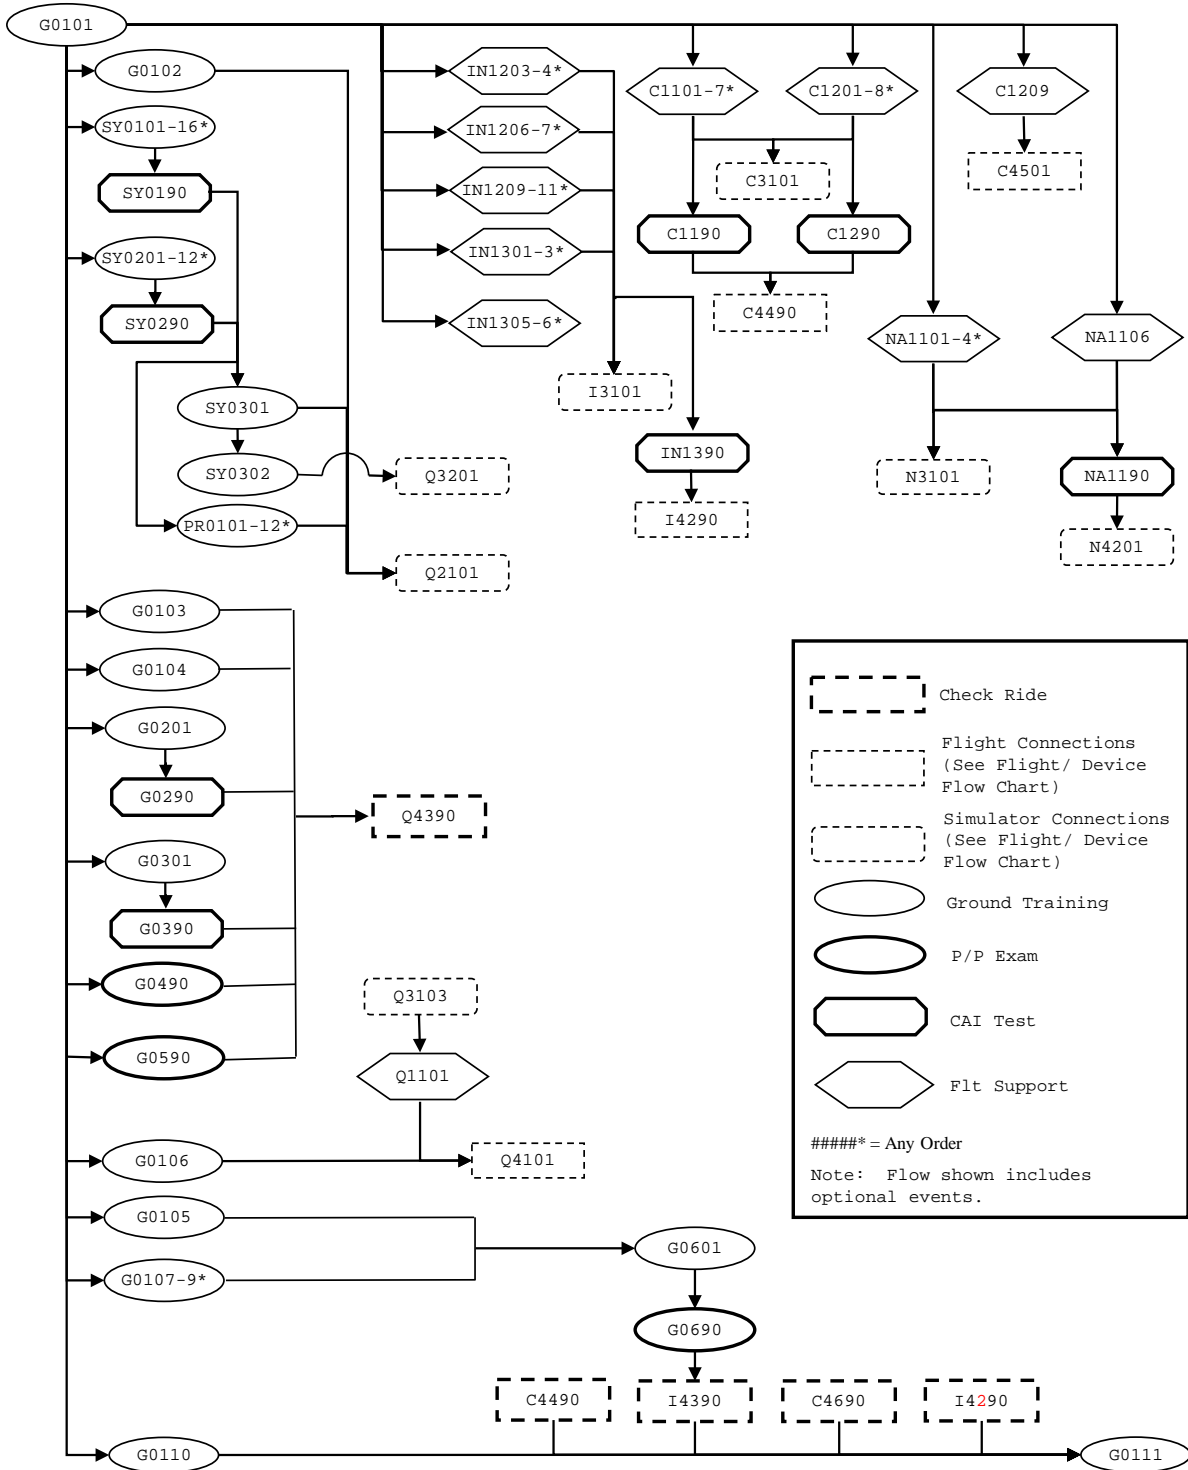 G0101
G0102
SY0101-16*
SY0190
SY0201-12*
SY0290
SY0301
SY0302
PR0101-12*
Q3201
Q2101
IN1203-4*
IN1206-7*
IN1209-11*
IN1301-3*
IN1305-6*
I3101
IN1390
I4290
C1101-7*
C1201-8*
C3101
C1190
C1290
C4490
C1209
C4501
NA1101-4*
NA1106
N3101
NA1190
N4201
G0103
G0104
G0201
G0290
G0301
G0390
G0490
G0590
Q4390
Q3103
Q1101
G0106
Q4101
G0105
G0107-9*
G0601
G0690
C4490
I4390
C4690
I4290
G0110
G0111
Check Ride
Flight Connections
(See Flight/ Device
Flow Chart)
Simulator Connections
(See Flight/ Device
Flow Chart)
Ground Training
P/P Exam
CAI Test
Flt Support
#####* = Any Order
Note: Flow shown includes
optional events.